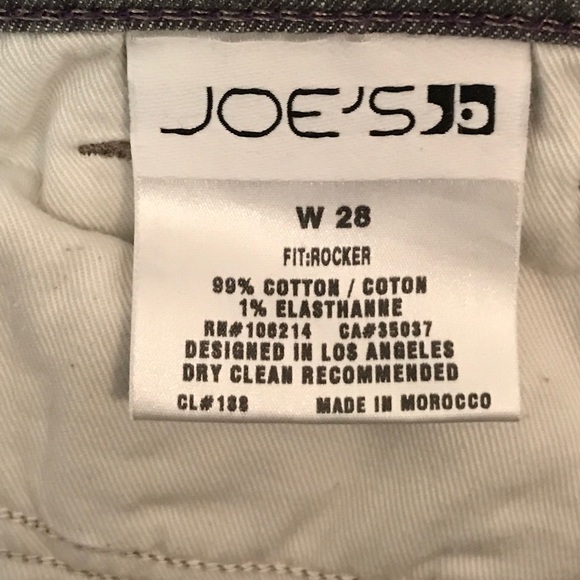 JOE'S
W 28
FIT:ROCKER
99% COTTON / COTON
1% ELASTHANNE
RN#106214 CA#35037
DESIGNED IN LOS ANGELES
DRY CLEAN RECOMMENDED
CL#188 MADE IN MOROCCO